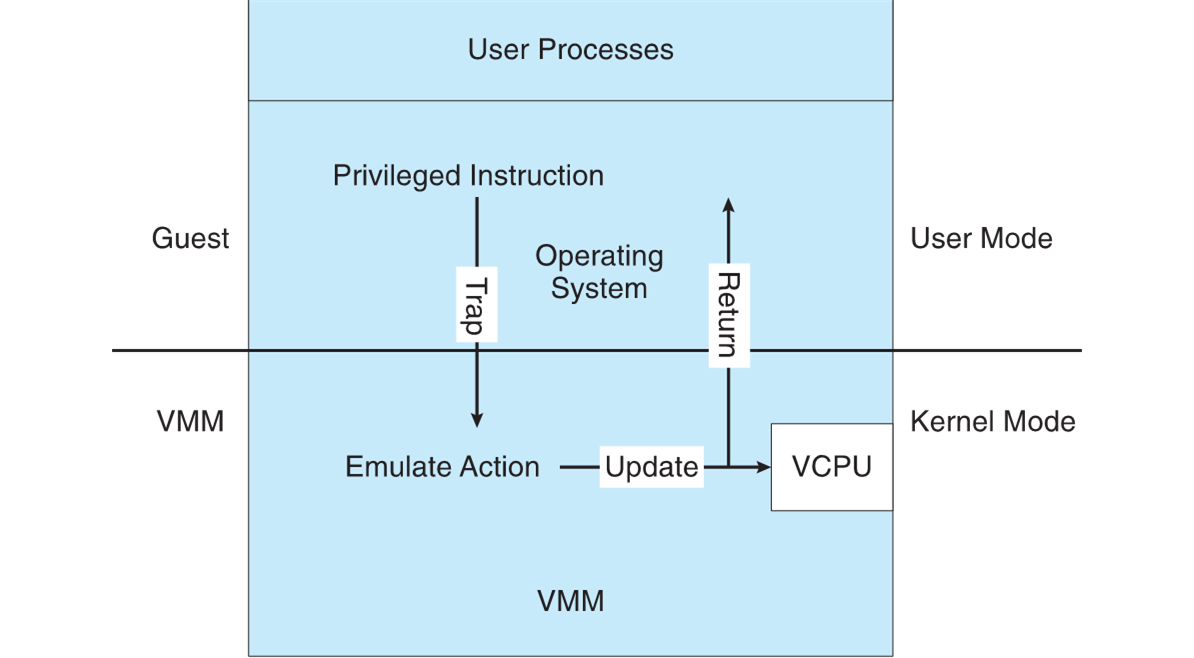 User Processes
Privileged Instruction
Guest
Operating
System
User Mode
Trap
Return
VMM
Kernel Mode
Emulate Action
Update
VCPU
VMM